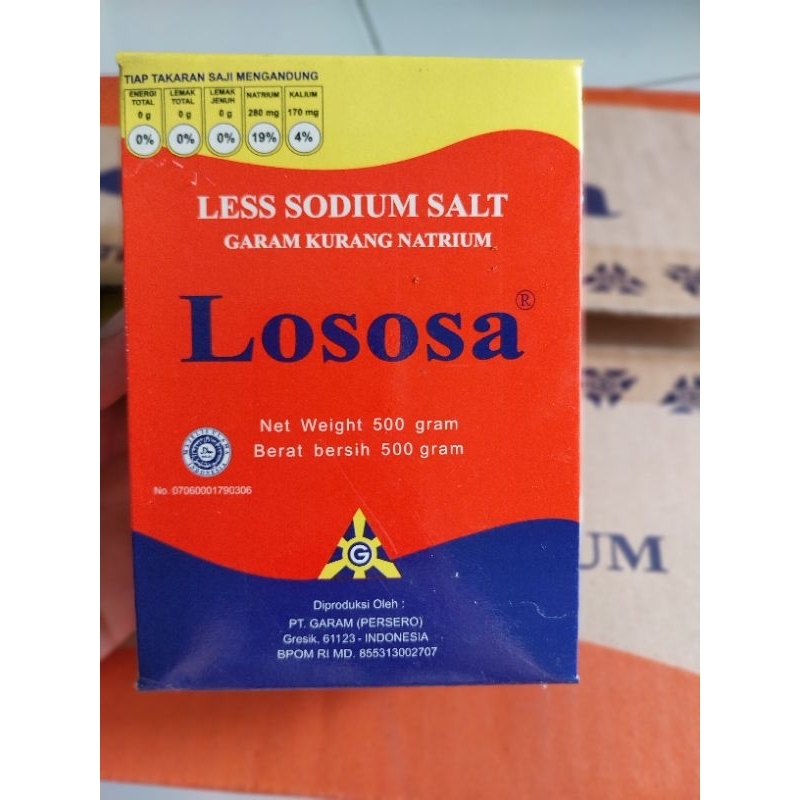 TIAP TAKARAN SAJI MENGANDUNG
ENERGI TOTAL 0 g 0%
LEMAK TOTAL 0 g 0%
LEMAK JENUH 0 g 0%
NATRIUM 280 mg 19%
KALIUM 170 mg 4%
LESS SODIUM SALT
GARAM KURANG NATRIUM
Lososa®
Net Weight 500 gram
Berat bersih 500 gram
No. 07060001790306
G
Diproduksi Oleh :
PT. GARAM (PERSERO)
Gresik, 61123 - INDONESIA
BPOM RI MD. 855313002707
UM